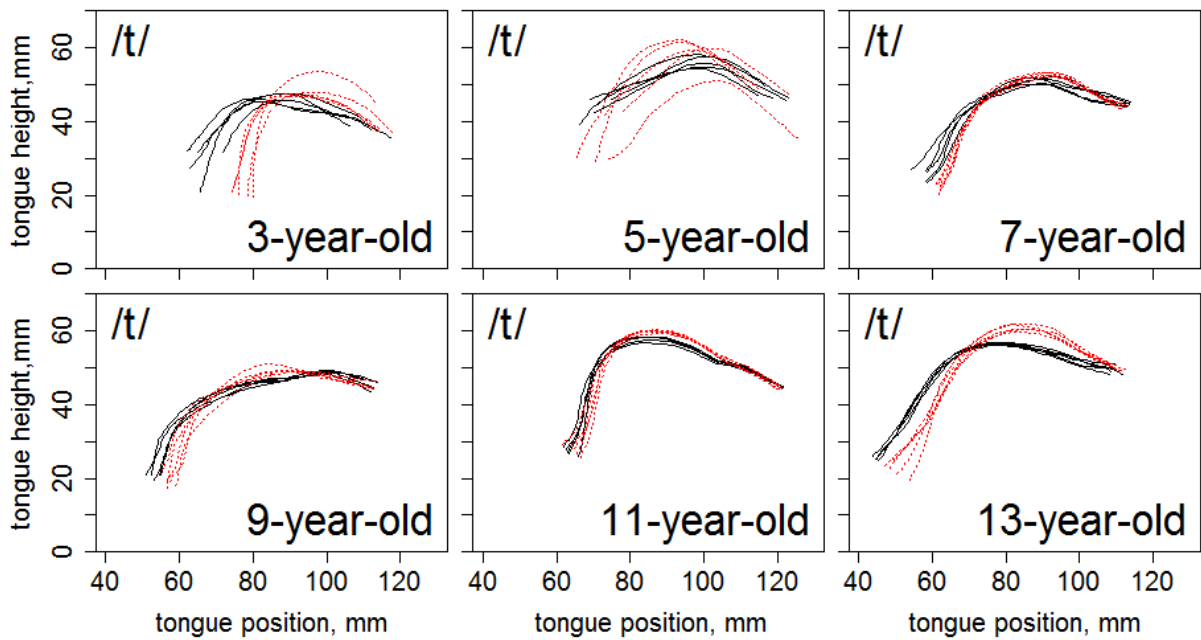 /t/ /t/ /t/
60
40
20
0
tongue height,mm
3-year-old 5-year-old 7-year-old
/t/ /t/ /t/
60
40
20
0
tongue height,mm
9-year-old 11-year-old 13-year-old
40 60 80 100 120 40 60 80 100 120 40 60 80 100 120
tongue position, mm tongue position, mm tongue position, mm